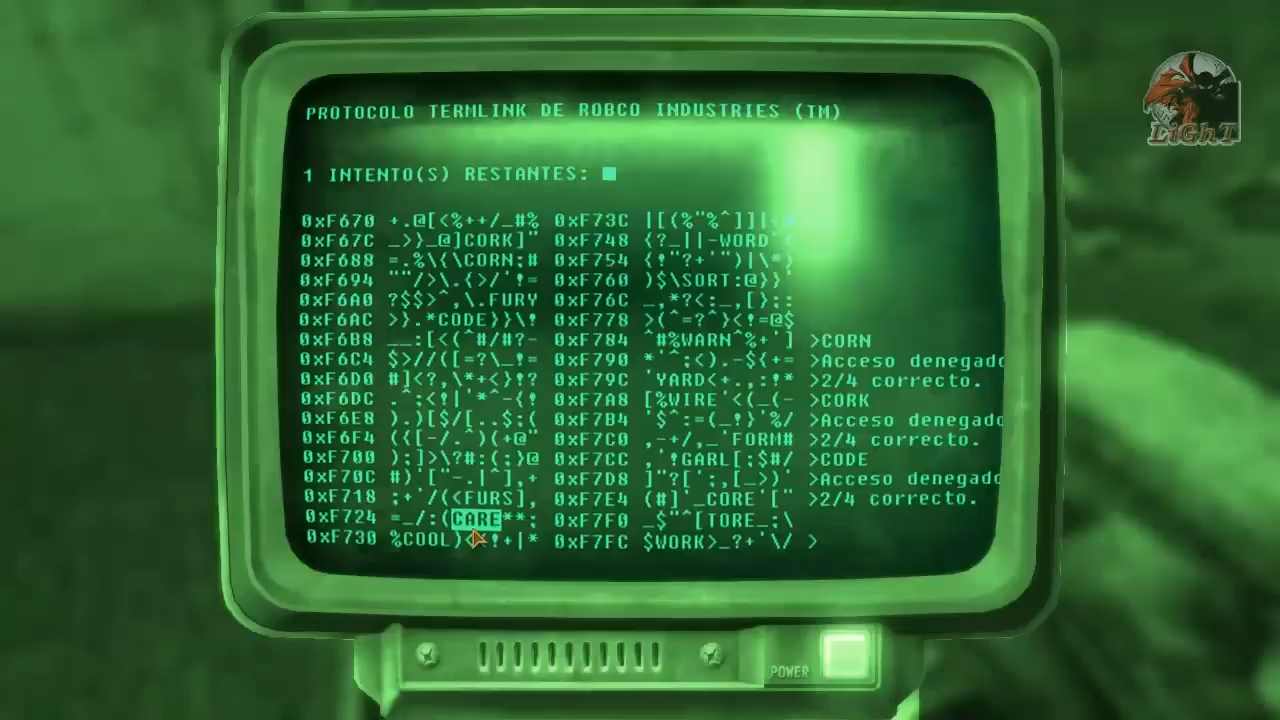 PROTOCOLO TERMLINK DE ROBCO INDUSTRIES (TM)
1 INTENTO(S) RESTANTES:
0xF670 +.@[<%++/_#% 0xF73C |[(%"%^]]|<
0xF67C _>}_@]CORK]" 0xF748 {?_||-WORD"
0xF688 =.%\{\CORN;# 0xF754 {!"?+'")|\*)
0xF694 ""/>\.{>/'!= 0xF760 )$\SORT:@}}'
0xF6A0 ?$$>^,\.FURY 0xF76C _,*?<:_,[};:
0xF6AC >}.*CODE}}\! 0xF778 >(^=?^}<!=@$
0xF6B8 __:[<(^#/#?- 0xF784 ^#%WARN^%+'] >CORN
0xF6C4 $>//([=?\_!= 0xF790 *'^;<).-${+= >Acceso denegado
0xF6D0 #]<?,\*+<}!? 0xF79C 'YARD<+.,:!* >2/4 correcto.
0xF6DC .^;<!|'*^-{! 0xF7A8 [%WIRE'<(_(- >CORK
0xF6E8 ).)[$/[..$:( 0xF7B4 '$^:=(_!}'%/ >Acceso denegado
0xF6F4 ({[-/.^)(+@" 0xF7C0 ,-+/,_'FORM# >2/4 correcto.
0xF700 );]>\?#:(;}@ 0xF7CC ,'!GARL[;$#/ >CODE
0xF70C #)'["-.|^],+ 0xF7D8 ]"?[':,[_>)' >Acceso denegado
0xF718 ;+'/(<FURS], 0xF7E4 (#]'_CORE'[" >2/4 correcto.
0xF724 =_/:(CARE**; 0xF7F0 _$"^[TORE_;\
0xF730 %COOL)< !+|* 0xF7FC $WORK>_?+'\/ >
LiGhT
POWER